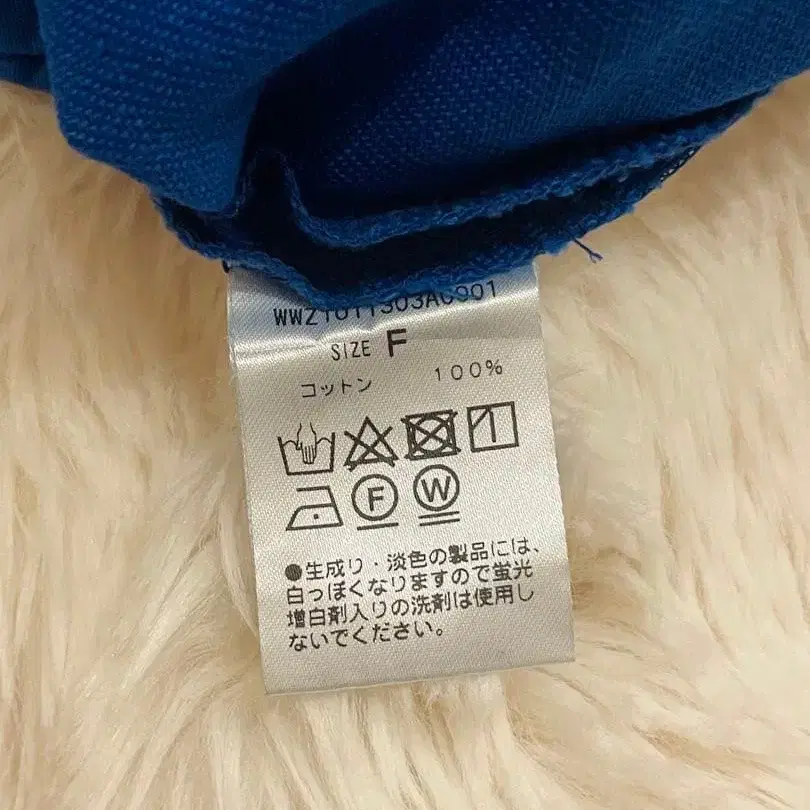 SIZE F
コットン 100%
F W
●生成り・淡色の製品には、
白っぽくなりますので蛍光
増白剤入りの洗剤は使用し
ないでください。